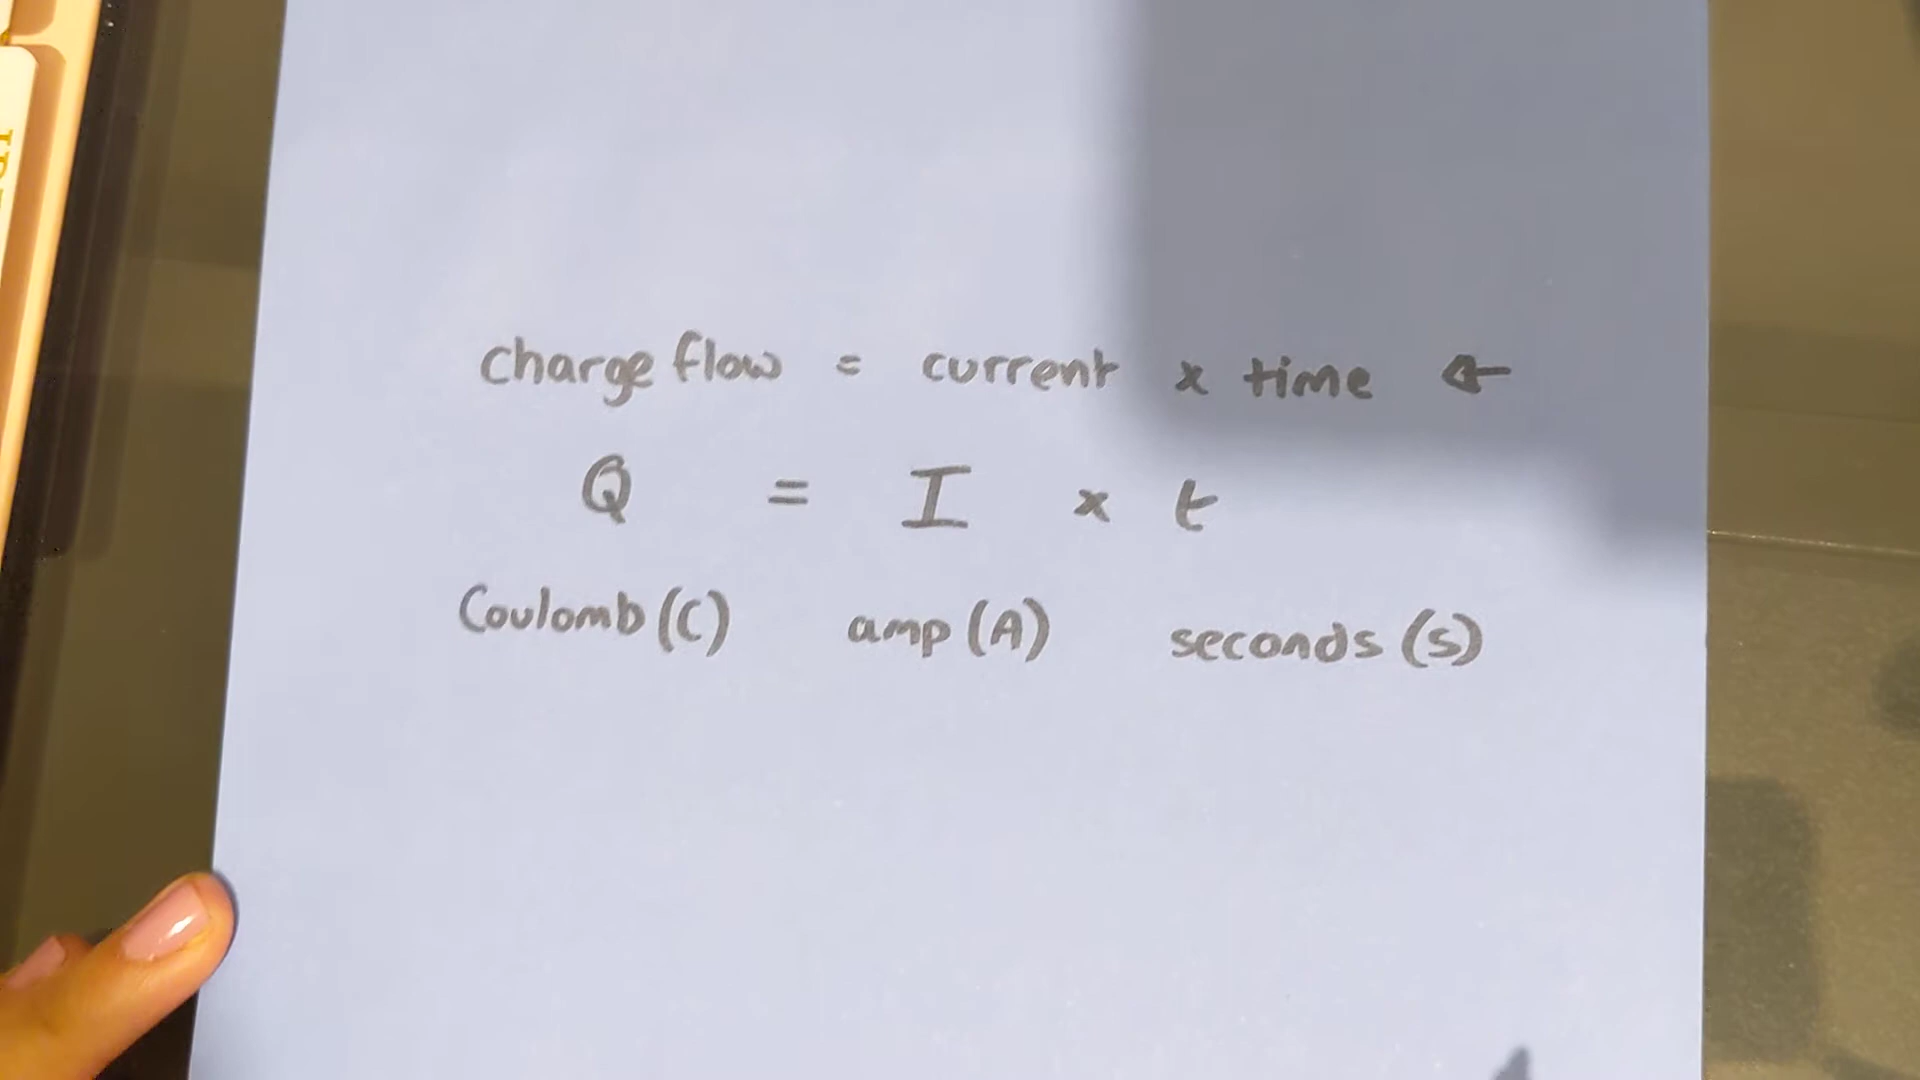 charge flow = current x time ←
Q = I x t
Coulomb (C) amp (A) seconds (s)